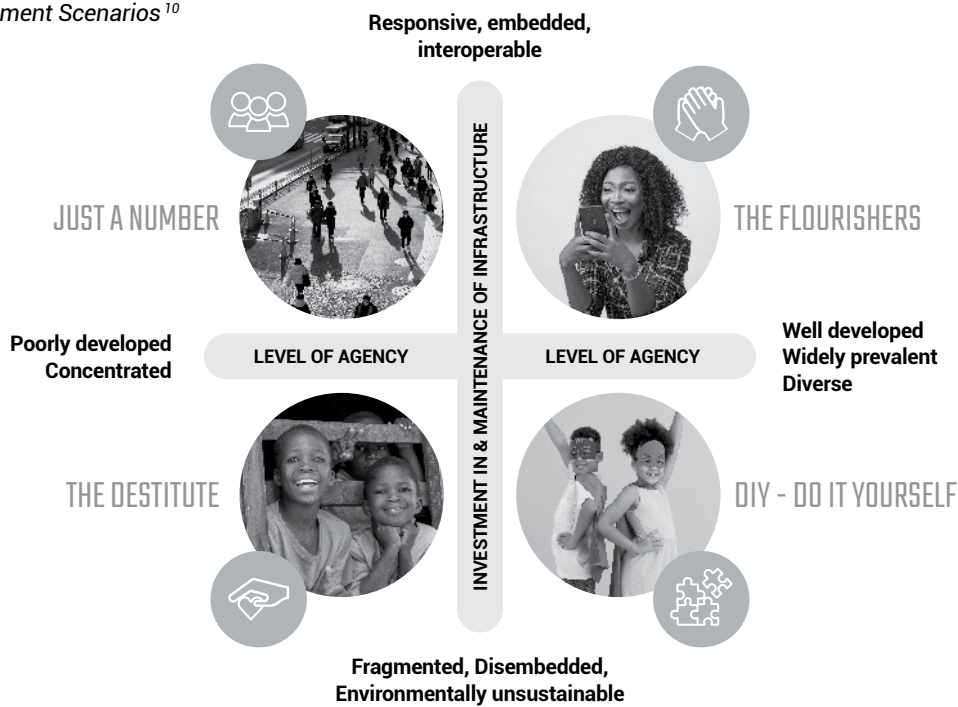 ment Scenarios 10
Responsive, embedded,
interoperable
JUST A NUMBER
THE FLOURISHERS
INVESTMENT IN & MAINTENANCE OF INFRASTRUCTURE
Poorly developed
Concentrated
LEVEL OF AGENCY
LEVEL OF AGENCY
Well developed
Widely prevalent
Diverse
THE DESTITUTE
DIY - DO IT YOURSELF
Fragmented, Disembedded,
Environmentally unsustainable